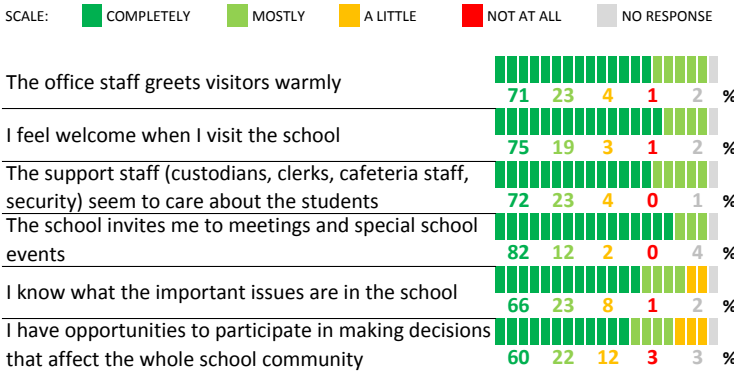 SCALE: COMPLETELY MOSTLY A LITTLE NOT AT ALL NO RESPONSE
The office staff greets visitors warmly
71 23 4 1 2 %
I feel welcome when I visit the school
75 19 3 1 2 %
The support staff (custodians, clerks, cafeteria staff,
security) seem to care about the students
72 23 4 0 1 %
The school invites me to meetings and special school
events
82 12 2 0 4 %
I know what the important issues are in the school
66 23 8 1 2 %
I have opportunities to participate in making decisions
that affect the whole school community
60 22 12 3 3 %